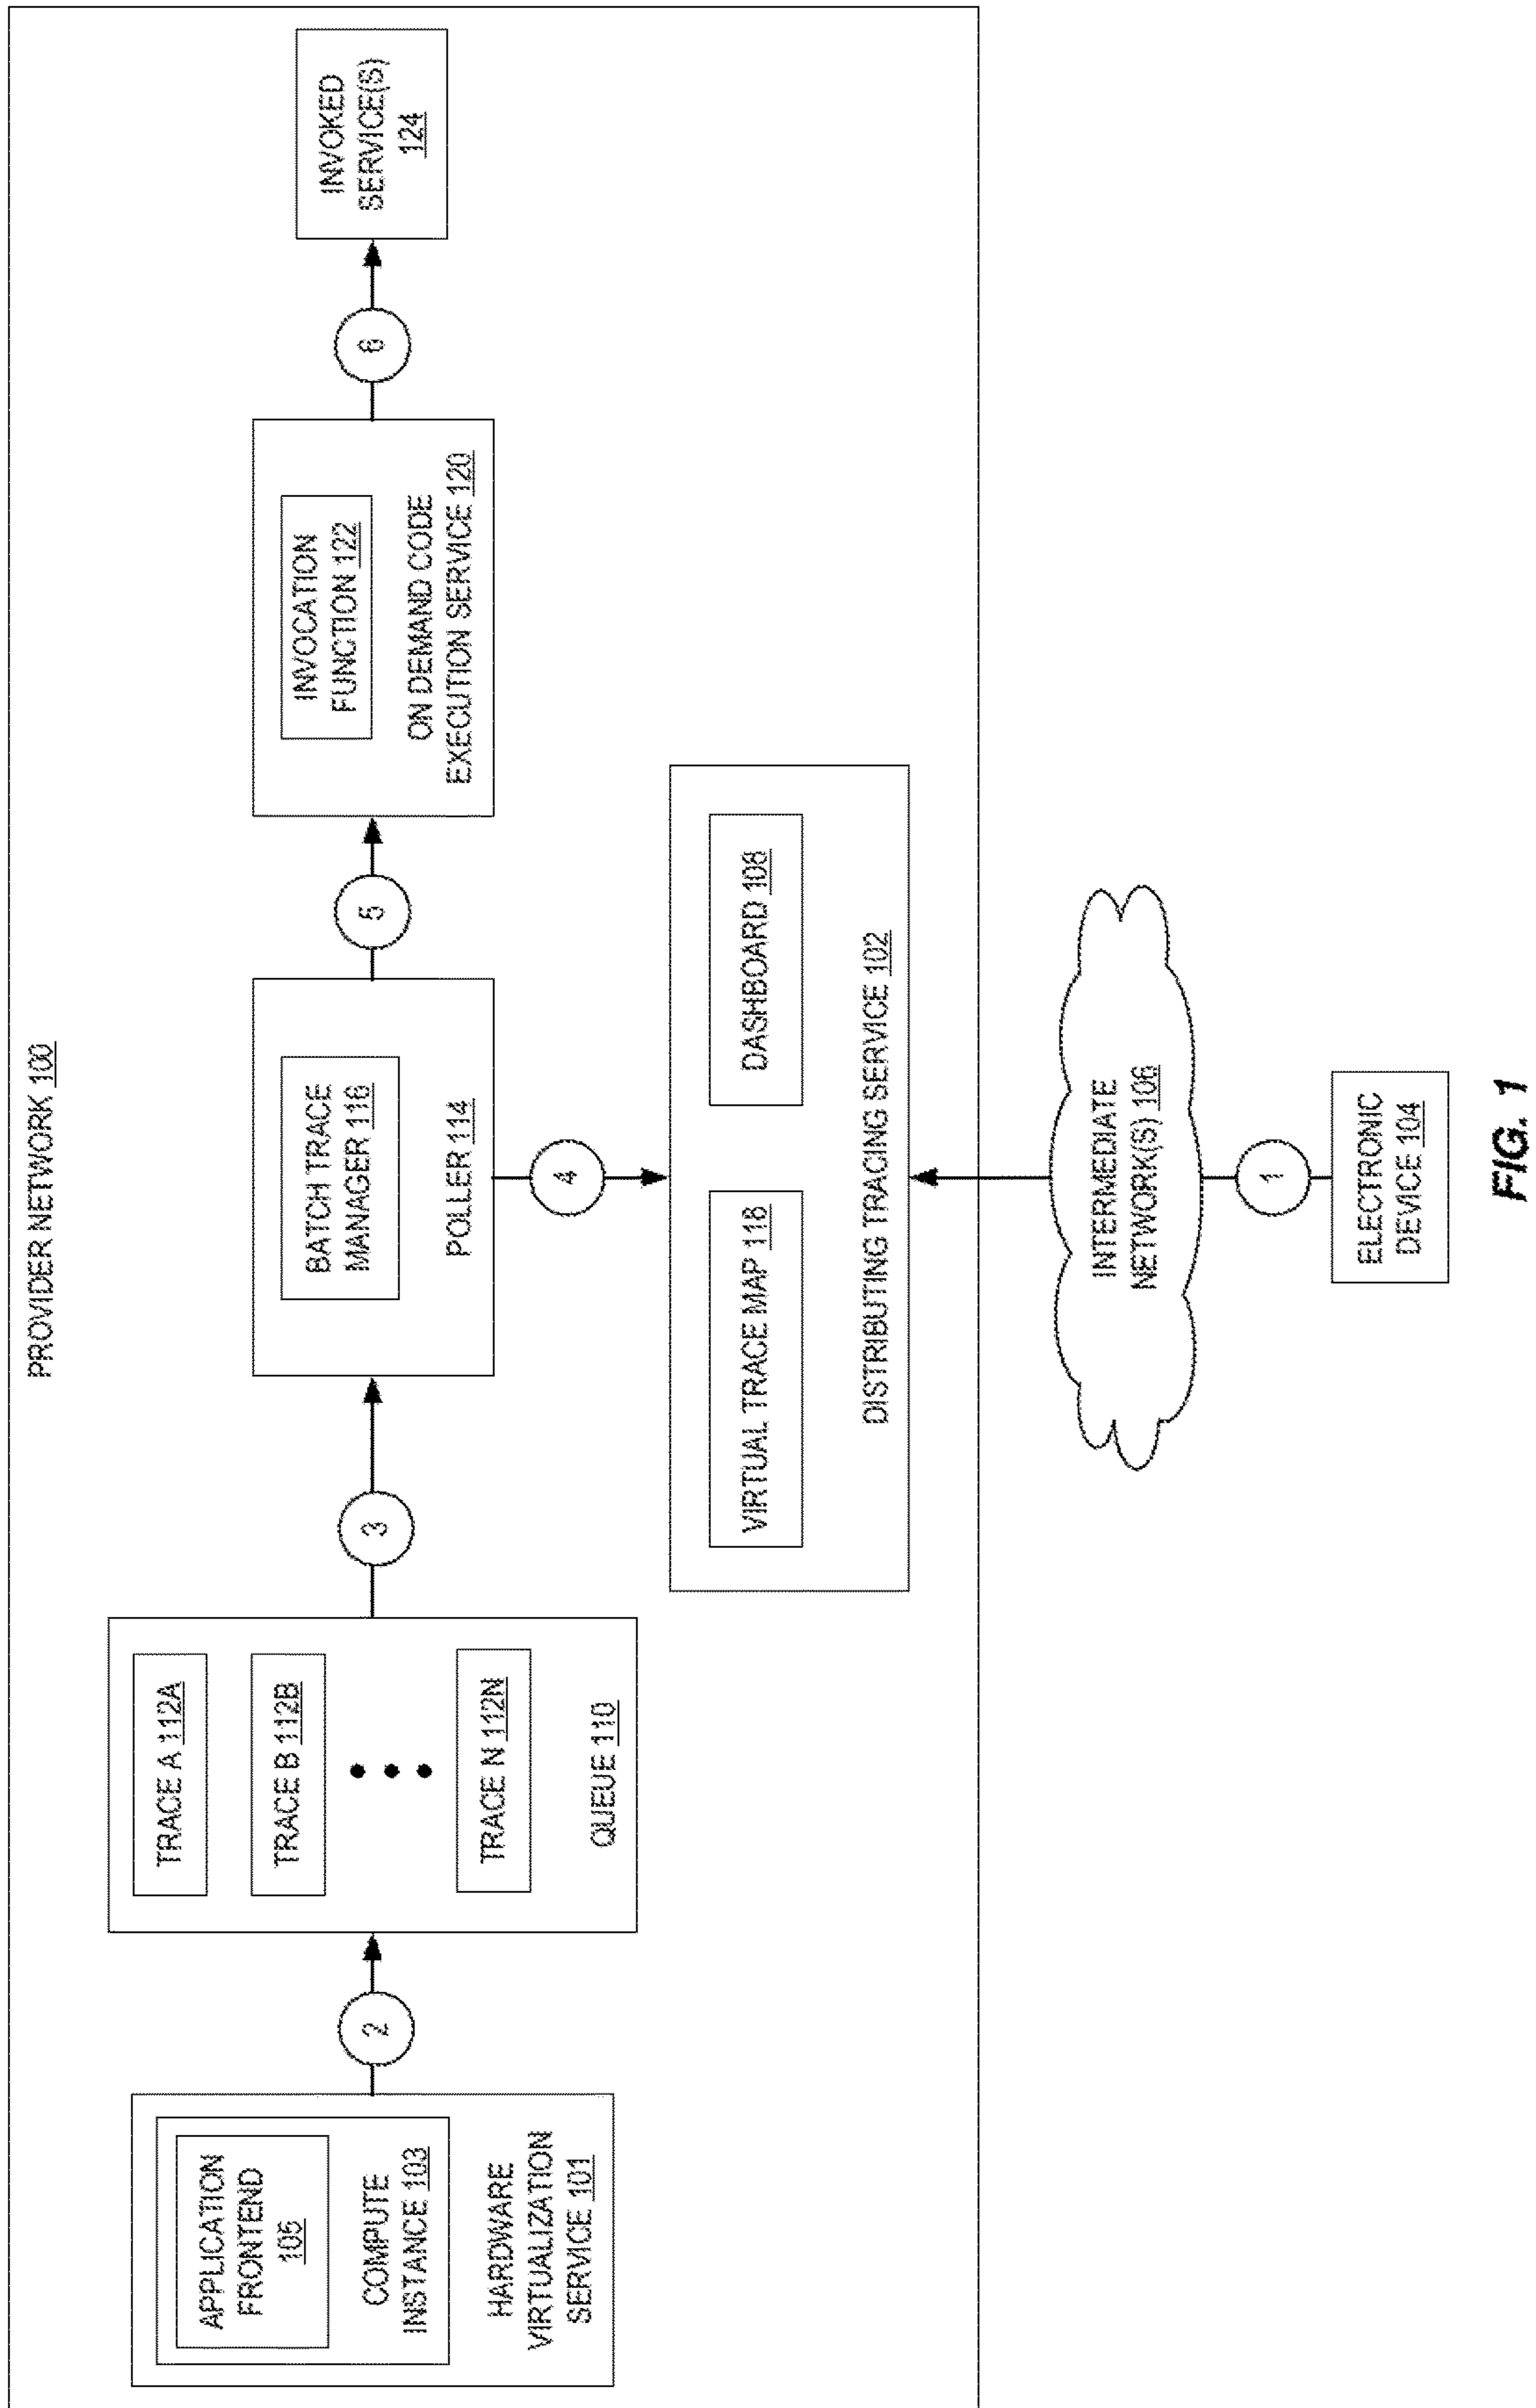 PROVIDER NETWORK 100
APPLICATION
FRONTEND
105
COMPUTE
INSTANCE 103
HARDWARE
VIRTUALIZATION
SERVICE 101
2
TRACE A 112A
TRACE B 112B
TRACE N 112N
QUEUE 110
3
BATCH TRACE
MANAGER 116
POLLER 114
5
INVOCATION
FUNCTION 122
ON DEMAND CODE
EXECUTION SERVICE 120
6
INVOKED
SERVICE(S)
124
4
VIRTUAL TRACE MAP 118
DASHBOARD 108
DISTRIBUTING TRACING SERVICE 102
INTERMEDIATE
NETWORK(S) 106
1
ELECTRONIC
DEVICE 104
FIG. 1